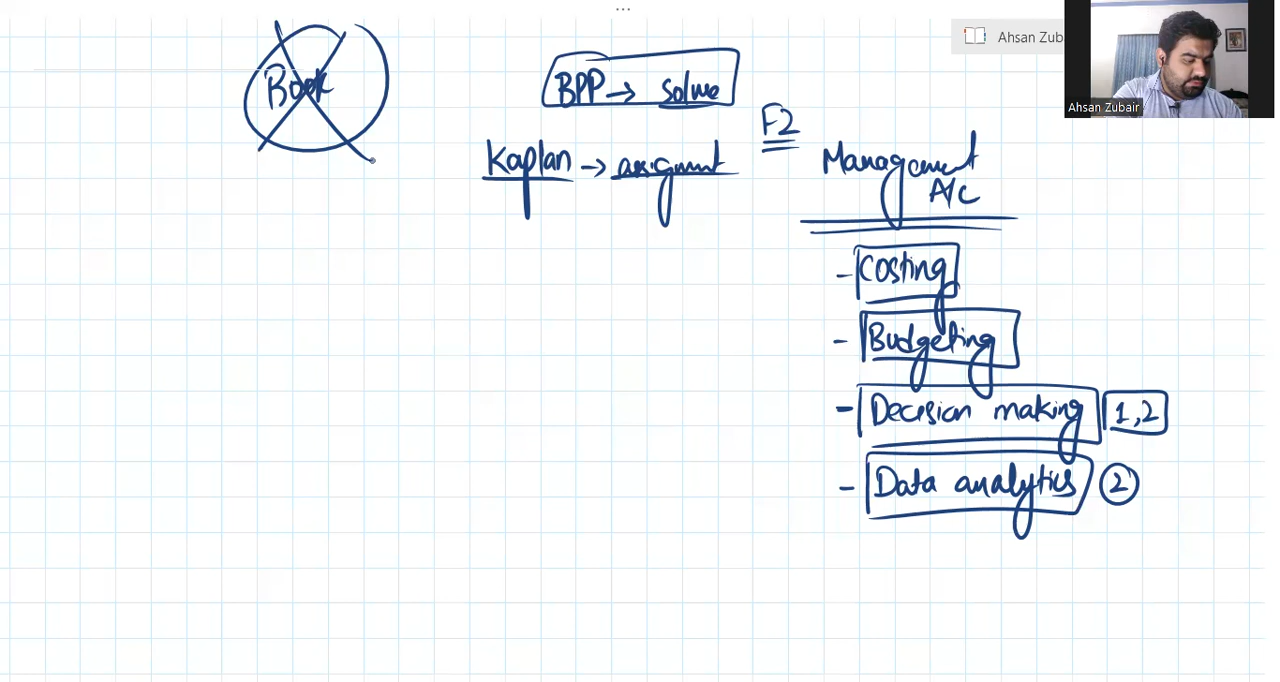 Book
BPP → solve
Kaplan → assignment
F2
Management
A/C
- Costing
- Budgeting
- Decision making 1,2
- Data analytics 2
Ahsan Zub
Ahsan Zubair